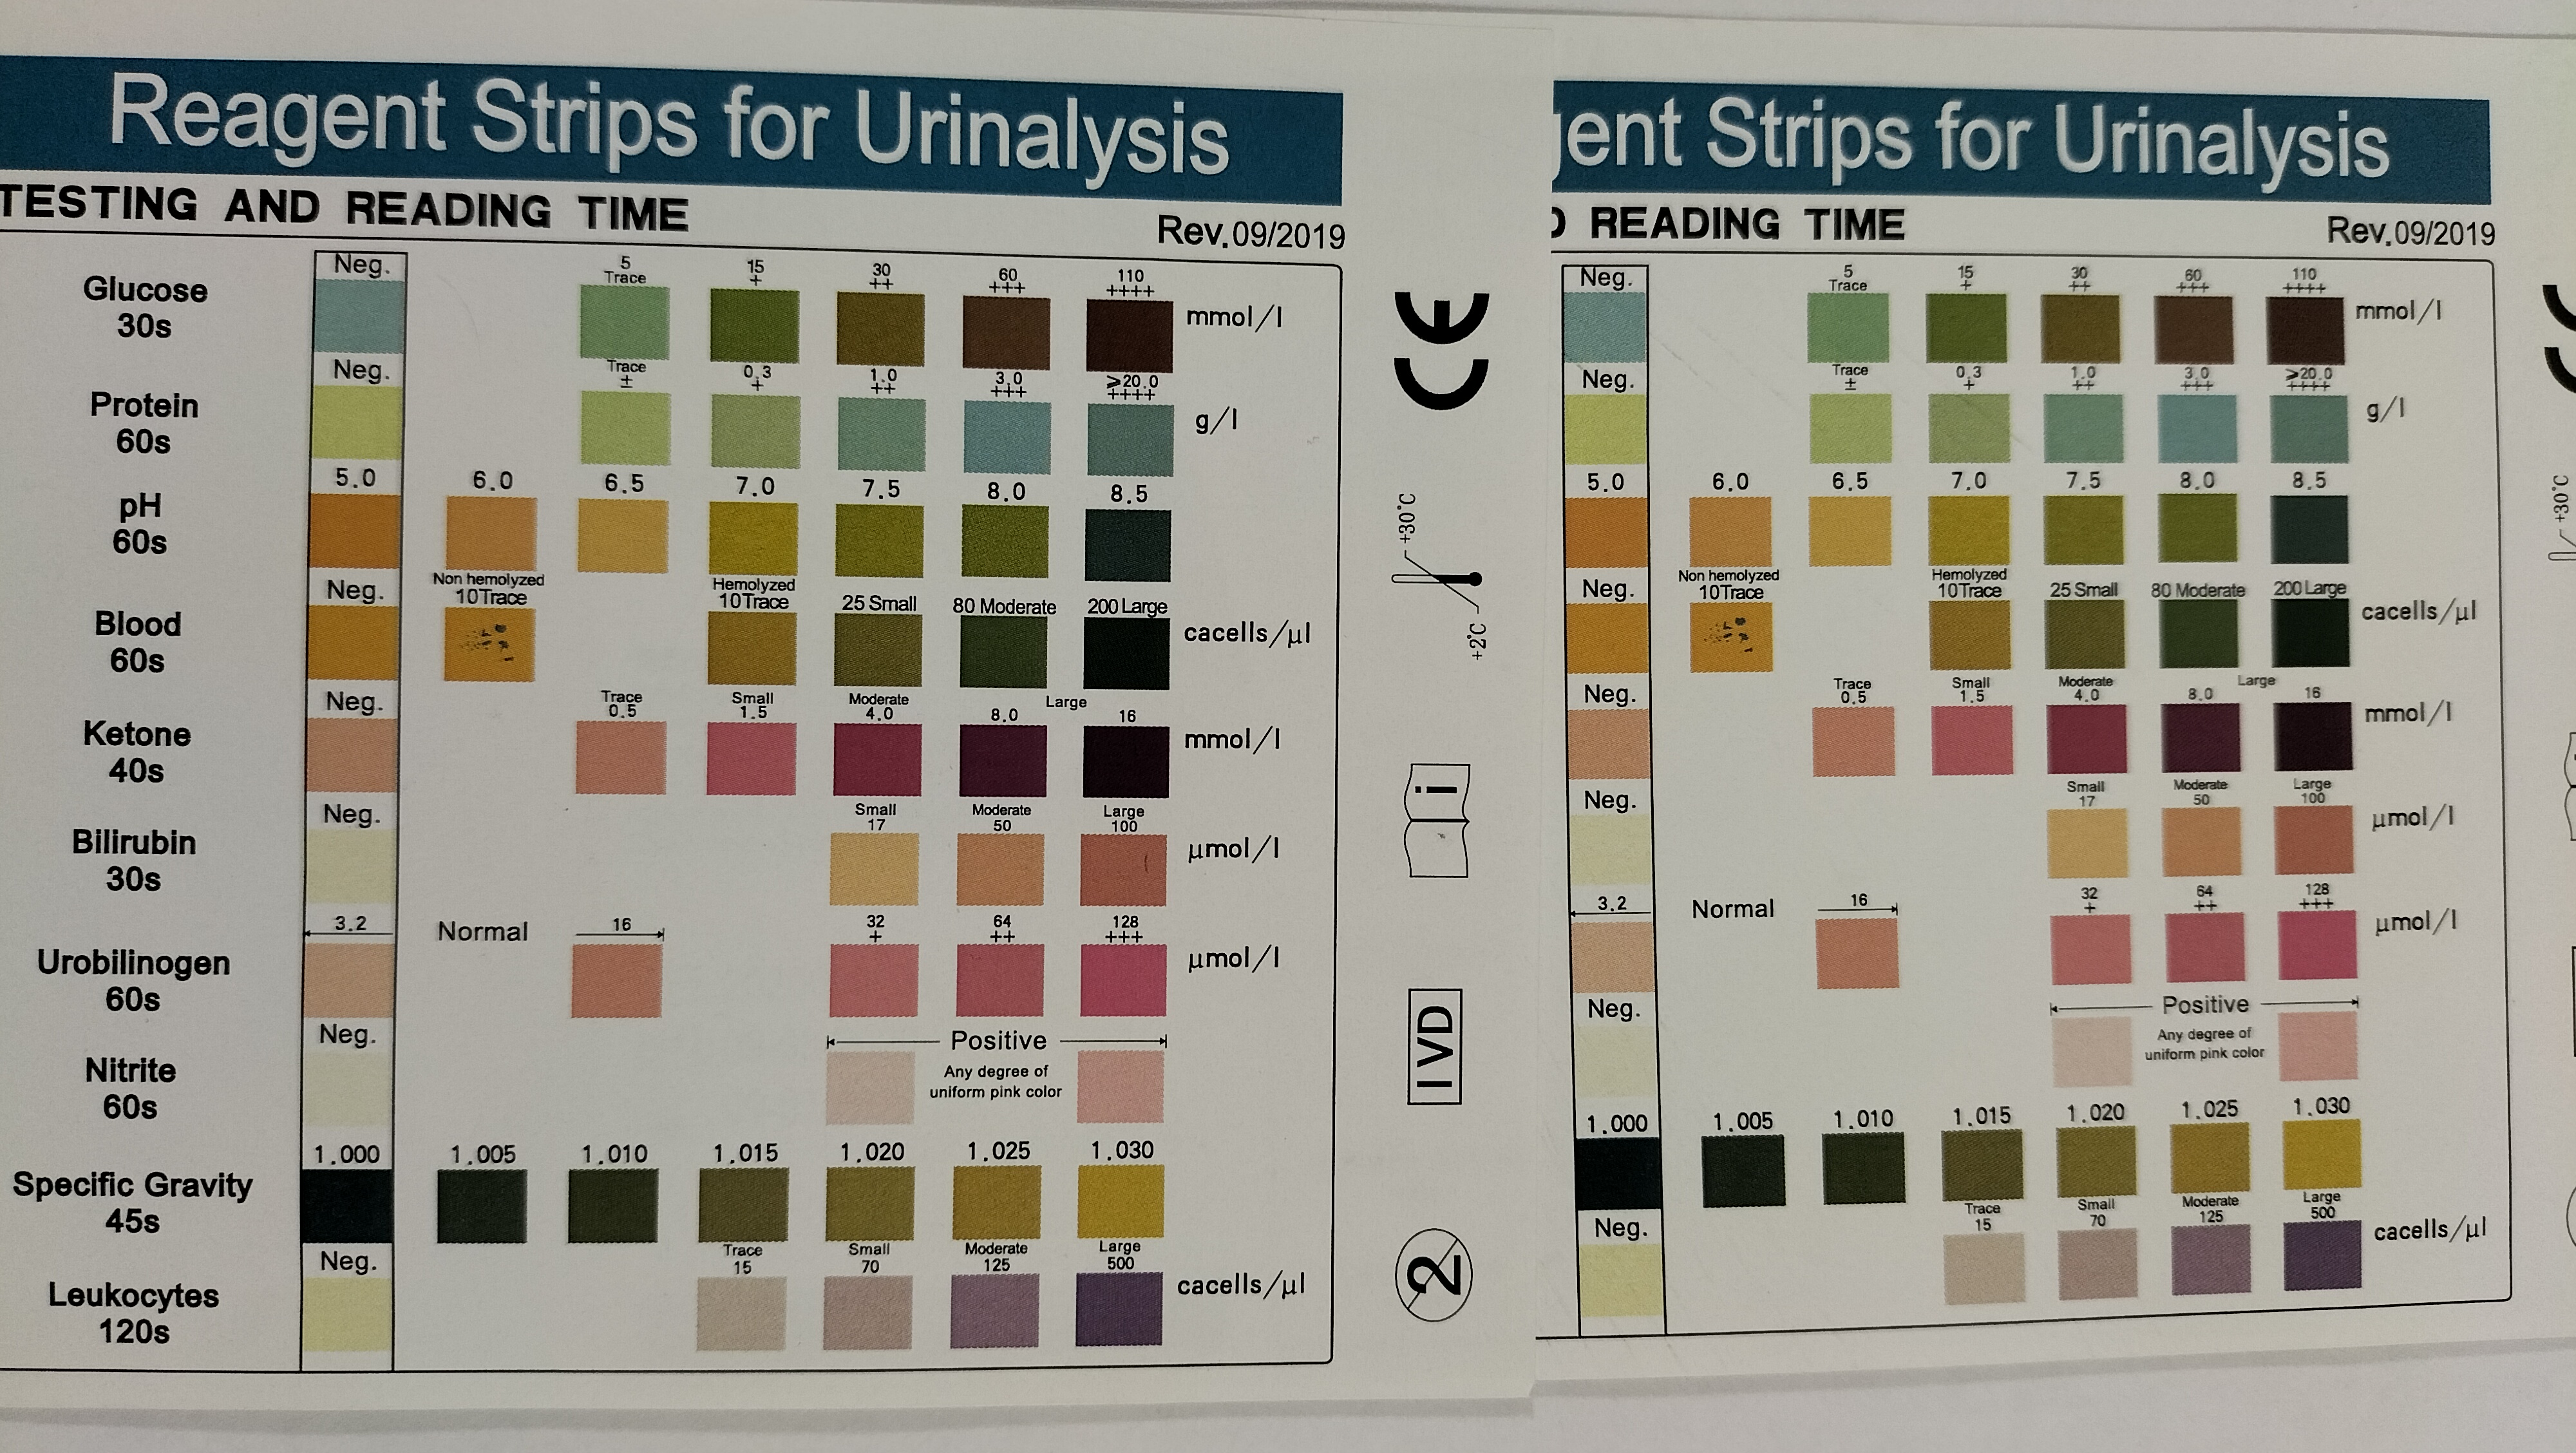 Reagent Strips for Urinalysis
TESTING AND READING TIME
Rev.09/2019
Glucose
30s
Neg.
5
Trace
15
+
30
++
60
+++
110
++++
mmol/l
Protein
60s
Neg.
Trace
±
0.3
+
1.0
++
3.0
+++
⩾20.0
++++
g/l
pH
60s
5.0
6.0
6.5
7.0
7.5
8.0
8.5
Blood
60s
Neg.
Non hemolyzed
10Trace
Hemolyzed
10Trace
25 Small
80 Moderate
200 Large
cacells/µl
Ketone
40s
Neg.
Trace
0.5
Small
1.5
Moderate
4.0
Large
8.0
16
mmol/l
Bilirubin
30s
Neg.
Small
17
Moderate
50
Large
100
µmol/l
Urobilinogen
60s
3.2
Normal
16
32
+
64
++
128
+++
µmol/l
Nitrite
60s
Neg.
Positive
Any degree of
uniform pink color
Specific Gravity
45s
1.000
1.005
1.010
1.015
1.020
1.025
1.030
Leukocytes
120s
Neg.
Trace
15
Small
70
Moderate
125
Large
500
cacells/µl
CE
+30°C
+2°C
i
IVD
2
gent Strips for Urinalysis
READING TIME
Rev.09/2019
Neg.
5
Trace
15
+
30
++
60
+++
110
++++
mmol/l
Neg.
Trace
±
0.3
+
1.0
++
3.0
+++
⩾20.0
++++
g/l
5.0
6.0
6.5
7.0
7.5
8.0
8.5
Neg.
Non hemolyzed
10Trace
Hemolyzed
10Trace
25 Small
80 Moderate
200 Large
cacells/µl
Neg.
Trace
0.5
Small
1.5
Moderate
4.0
Large
8.0
16
mmol/l
Neg.
Small
17
Moderate
50
Large
100
µmol/l
3.2
Normal
16
32
+
64
++
128
+++
µmol/l
Neg.
Positive
Any degree of
uniform pink color
1.000
1.005
1.010
1.015
1.020
1.025
1.030
Neg.
Trace
15
Small
70
Moderate
125
Large
500
cacells/µl
+30°C